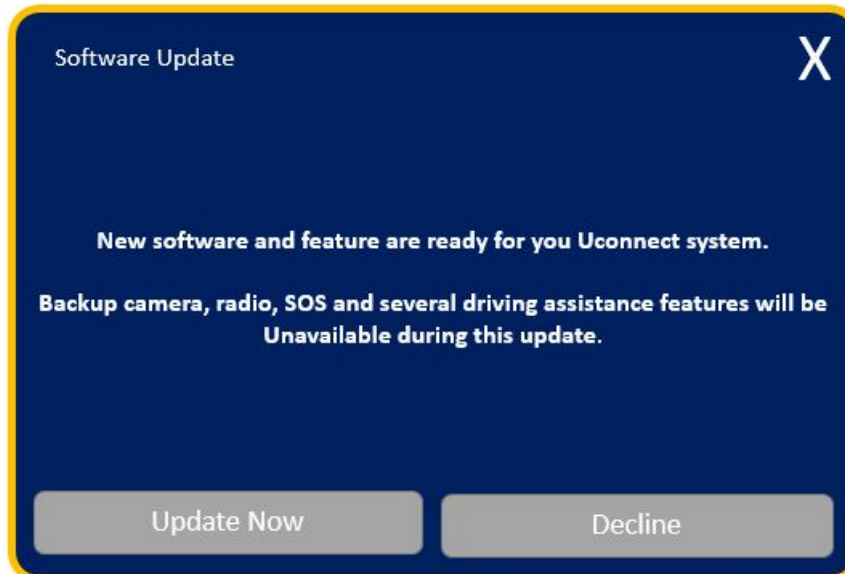 Software Update
X
New software and feature are ready for you Uconnect system.
Backup camera, radio, SOS and several driving assistance features will be
Unavailable during this update.
Update Now
Decline